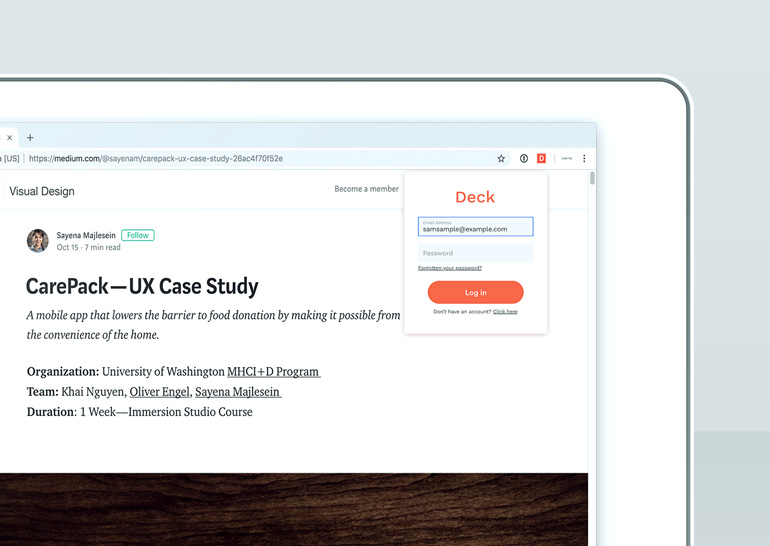 [US] https://medium.com/@sayenam/carepack-ux-case-study-26ac4f70f52e
D
Visual Design
Become a member
Sayena Majlesein Follow
Oct 15 · 7 min read
CarePack—UX Case Study
A mobile app that lowers the barrier to food donation by making it possible from
the convenience of the home.
Organization: University of Washington MHCI+D Program
Team: Khai Nguyen, Oliver Engel, Sayena Majlesein
Duration: 1 Week—Immersion Studio Course
Deck
Email Address
samsample@example.com
Password
Forgotten your password?
Log in
Don't have an account? Click here